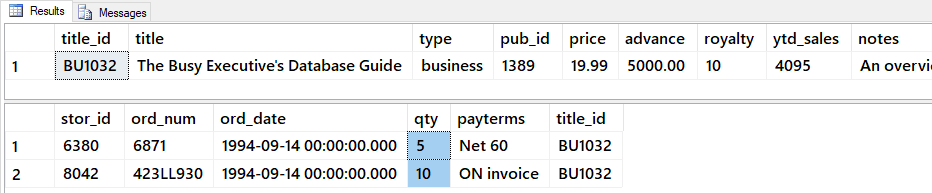 Results Messages
title_id title type pub_id price advance royalty ytd_sales notes
1 BU1032 The Busy Executive's Database Guide business 1389 19.99 5000.00 10 4095 An overvi
stor_id ord_num ord_date qty payterms title_id
1 6380 6871 1994-09-14 00:00:00.000 5 Net 60 BU1032
2 8042 423LL930 1994-09-14 00:00:00.000 10 ON invoice BU1032